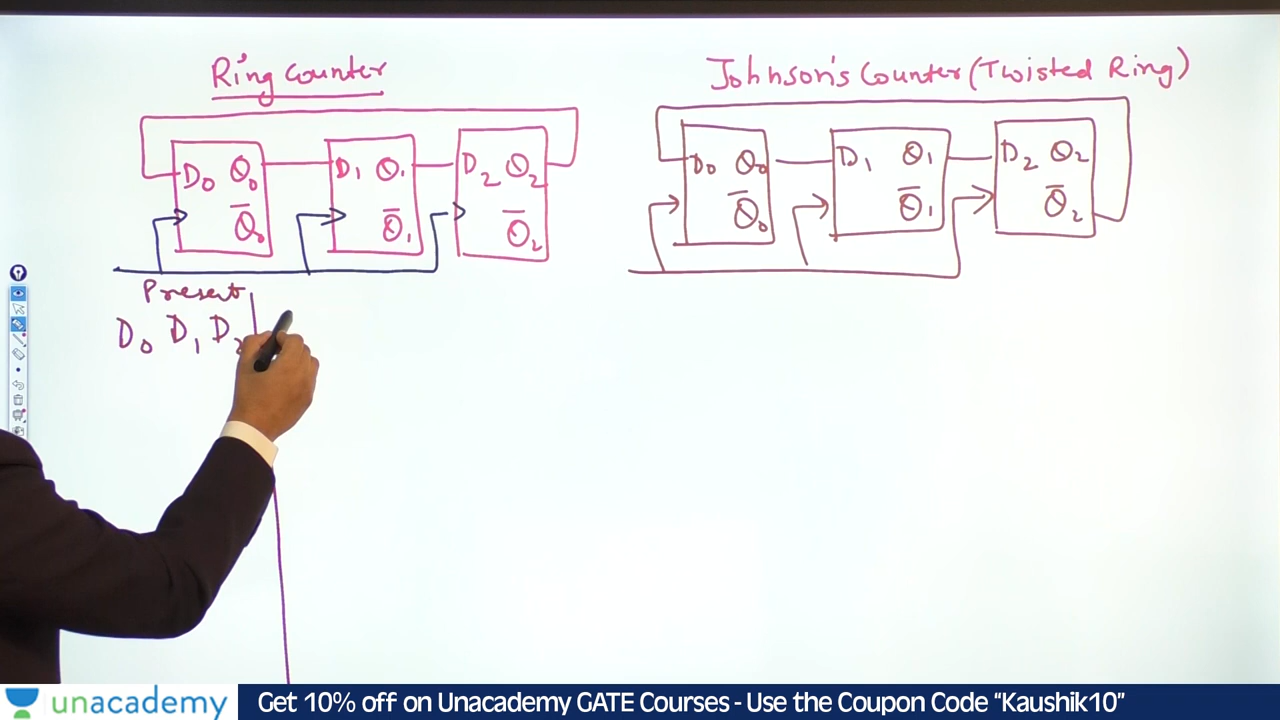 Ring Counter
D0 Q0 D1 Q1 D2 Q2
Q̅0 Q̅1 Q̅2
Present
D0 D1 D2
Johnson's Counter (Twisted Ring)
D0 Q0 D1 Q1 D2 Q2
Q̅0 Q̅1 Q̅2
unacademy
Get 10% off on Unacademy GATE Courses - Use the Coupon Code “Kaushik10”